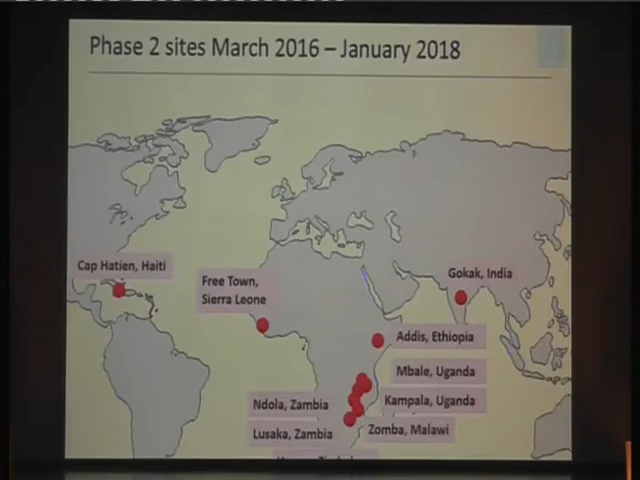 Phase 2 sites March 2016 – January 2018
Cap Hatien, Haiti
Free Town,
Sierra Leone
Gokak, India
Addis, Ethiopia
Mbale, Uganda
Ndola, Zambia
Kampala, Uganda
Lusaka, Zambia
Zomba, Malawi